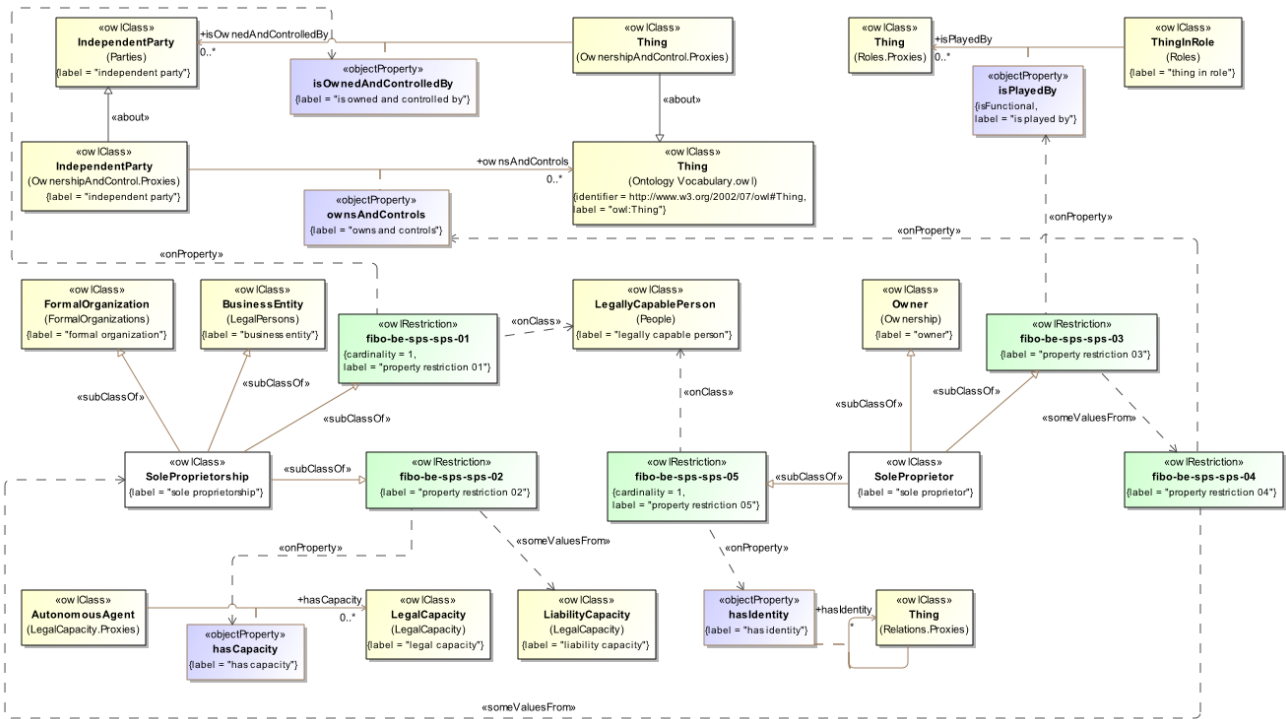 «owlClass»
IndependentParty
(Parties)
{label = "independent party"}
+isOwnedAndControlledBy
0..*
«owlClass»
Thing
(OwnershipAndControl.Proxies)
«owlClass»
Thing
(Roles.Proxies)
+isPlayedBy
0..*
«owlClass»
ThingInRole
(Roles)
{label = "thing in role"}
«objectProperty»
isOwnedAndControlledBy
{label = "is owned and controlled by"}
«objectProperty»
isPlayedBy
{isFunctional,
label = "is played by"}
«about»
«about»
«owlClass»
IndependentParty
(OwnershipAndControl.Proxies)
{label = "independent party"}
+ownsAndControls
0..*
«owlClass»
Thing
(Ontology Vocabulary.owl)
{identifier = http://www.w3.org/2002/07/owl#Thing,
label = "owl:Thing"}
«objectProperty»
ownsAndControls
{label = "owns and controls"}
«onProperty»
«onProperty»
«onProperty»
«owlClass»
FormalOrganization
(FormalOrganizations)
{label = "formal organization"}
«owlClass»
BusinessEntity
(LegalPersons)
{label = "business entity"}
«owlRestriction»
fibo-be-sps-sps-01
{cardinality = 1,
label = "property restriction 01"}
«onClass»
«owlClass»
LegallyCapablePerson
(People)
{label = "legally capable person"}
«owlClass»
Owner
(Ownership)
{label = "owner"}
«owlRestriction»
fibo-be-sps-sps-03
{label = "property restriction 03"}
«subClassOf»
«subClassOf»
«subClassOf»
«onClass»
«subClassOf»
«subClassOf»
«someValuesFrom»
«owlClass»
SoleProprietorship
{label = "sole proprietorship"}
«subClassOf»
«owlRestriction»
fibo-be-sps-sps-02
{label = "property restriction 02"}
«owlRestriction»
fibo-be-sps-sps-05
{cardinality = 1,
label = "property restriction 05"}
«subClassOf»
«owlClass»
SoleProprietor
{label = "sole proprietor"}
«owlRestriction»
fibo-be-sps-sps-04
{label = "property restriction 04"}
«onProperty»
«someValuesFrom»
«onProperty»
«owlClass»
AutonomousAgent
(LegalCapacity.Proxies)
+hasCapacity
0..*
«owlClass»
LegalCapacity
(LegalCapacity)
{label = "legal capacity"}
«owlClass»
LiabilityCapacity
(LegalCapacity)
{label = "liability capacity"}
«objectProperty»
hasIdentity
{label = "has identity"}
+hasIdentity
*
«owlClass»
Thing
(Relations.Proxies)
«objectProperty»
hasCapacity
{label = "has capacity"}
«someValuesFrom»